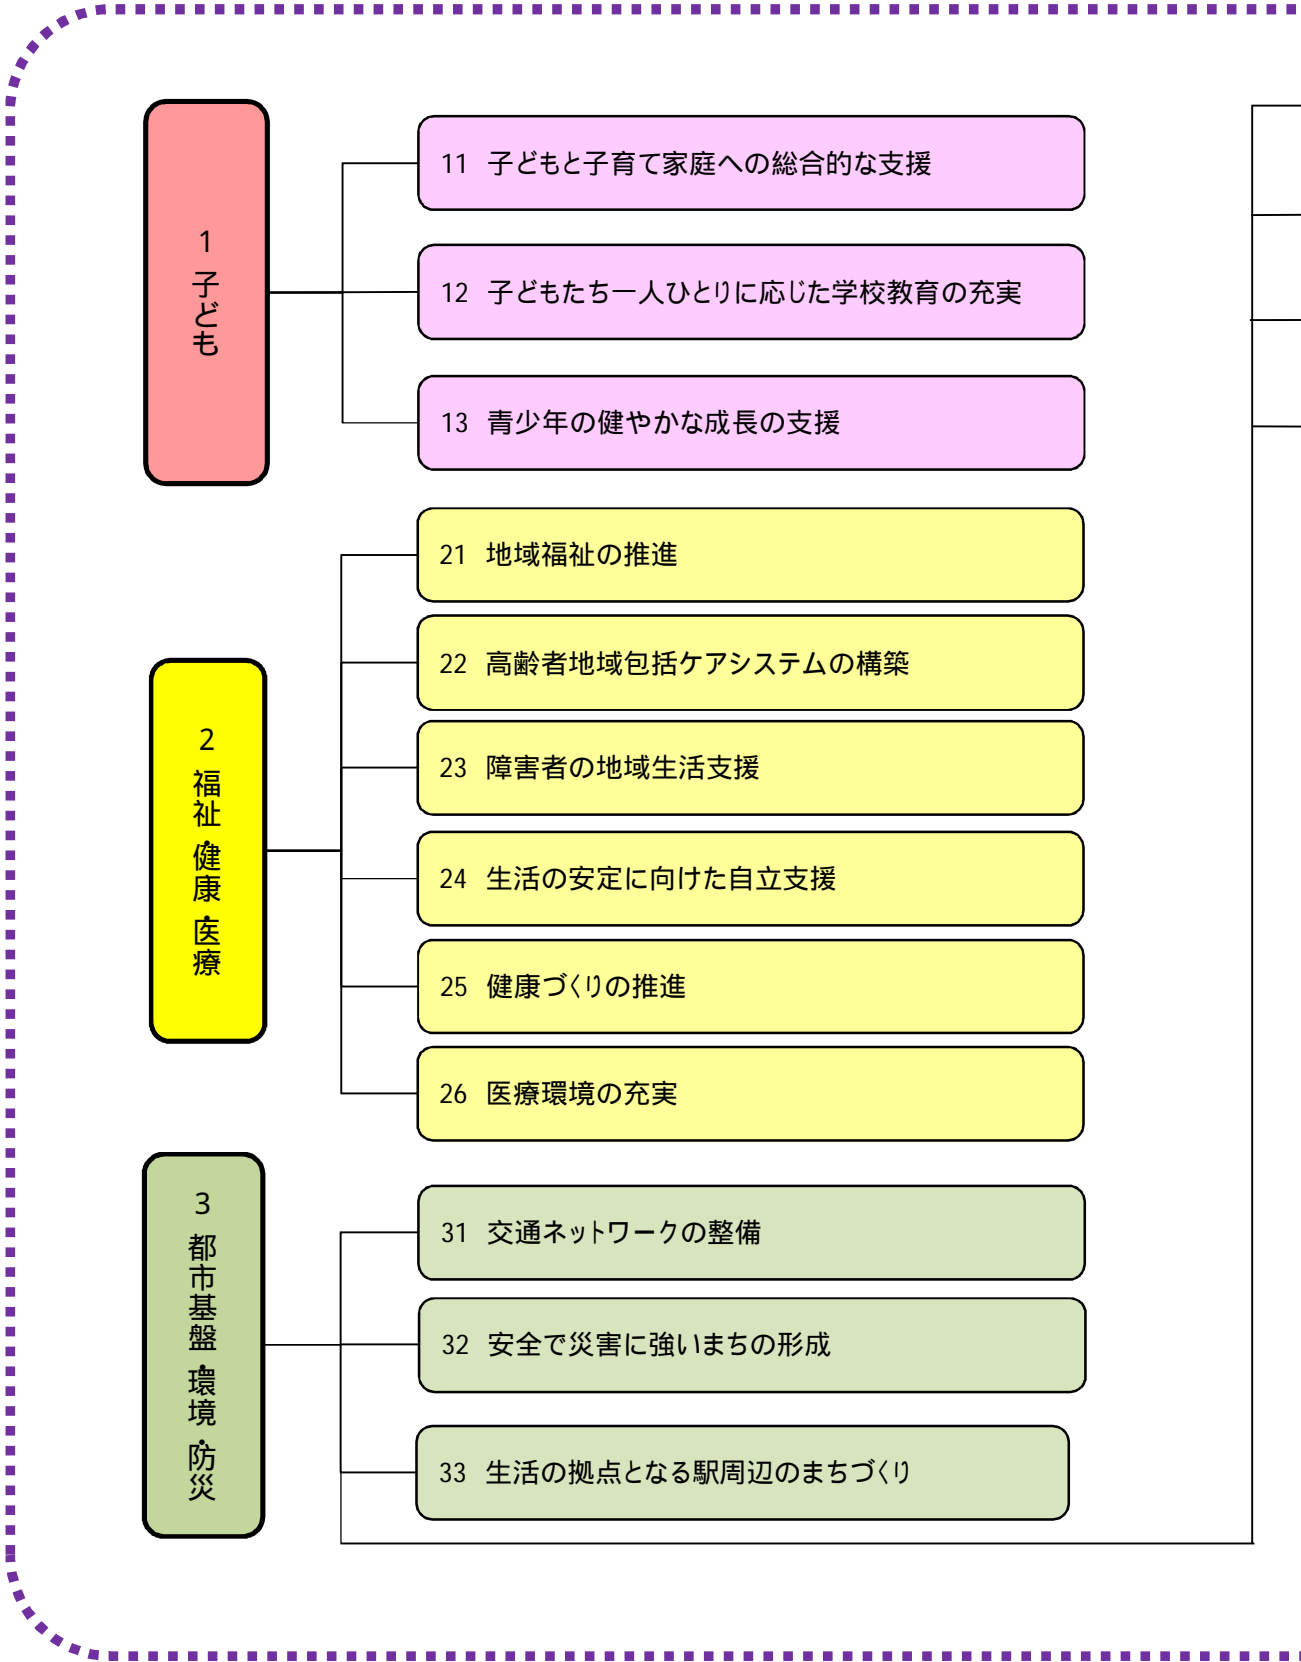 1 子ども
11 子どもと子育て家庭への総合的な支援
12 子どもたち一人ひとりに応じた学校教育の充実
13 青少年の健やかな成長の支援
2 福祉・健康・医療
21 地域福祉の推進
22 高齢者地域包括ケアシステムの構築
23 障害者の地域生活支援
24 生活の安定に向けた自立支援
25 健康づくりの推進
26 医療環境の充実
3 都市基盤・環境・防災
31 交通ネットワークの整備
32 安全で災害に強いまちの形成
33 生活の拠点となる駅周辺のまちづくり